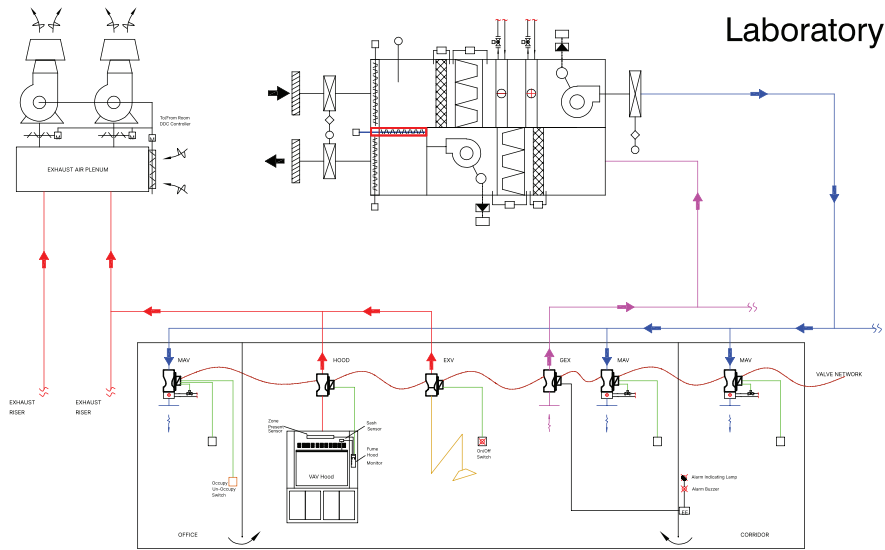 Laboratory
To/From Room
DDC Controller
M
M
M
EXHAUST AIR PLENUM
MAV
HOOD
EXV
GEX
MAV
MAV
VALVE NETWORK
EXHAUST
RISER
EXHAUST
RISER
Zone
Presence
Sensor
Sash
Sensor
Fume
Hood
Monitor
VAV Hood
On/Off
Switch
Occupy
Un-Occupy
Switch
Alarm Indicating Lamp
Alarm Buzzer
OFFICE
CORRIDOR